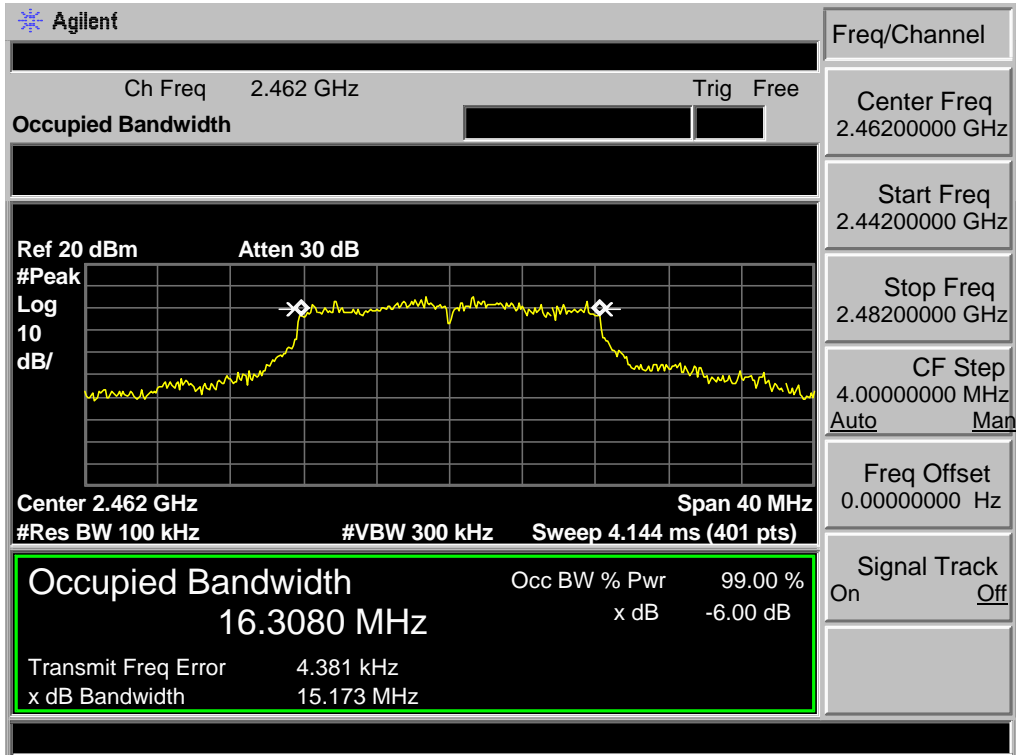 Agilent
Freq/Channel
Ch Freq 2.462 GHz Trig Free
Occupied Bandwidth
Center Freq
2.46200000 GHz
Start Freq
2.44200000 GHz
Stop Freq
2.48200000 GHz
CF Step
4.00000000 MHz
Auto Man
Freq Offset
0.00000000 Hz
Signal Track
On Off
Ref 20 dBm Atten 30 dB
#Peak
Log
10
dB/
Center 2.462 GHz Span 40 MHz
#Res BW 100 kHz #VBW 300 kHz Sweep 4.144 ms (401 pts)
Occupied Bandwidth Occ BW % Pwr 99.00 %
16.3080 MHz x dB -6.00 dB
Transmit Freq Error 4.381 kHz
x dB Bandwidth 15.173 MHz